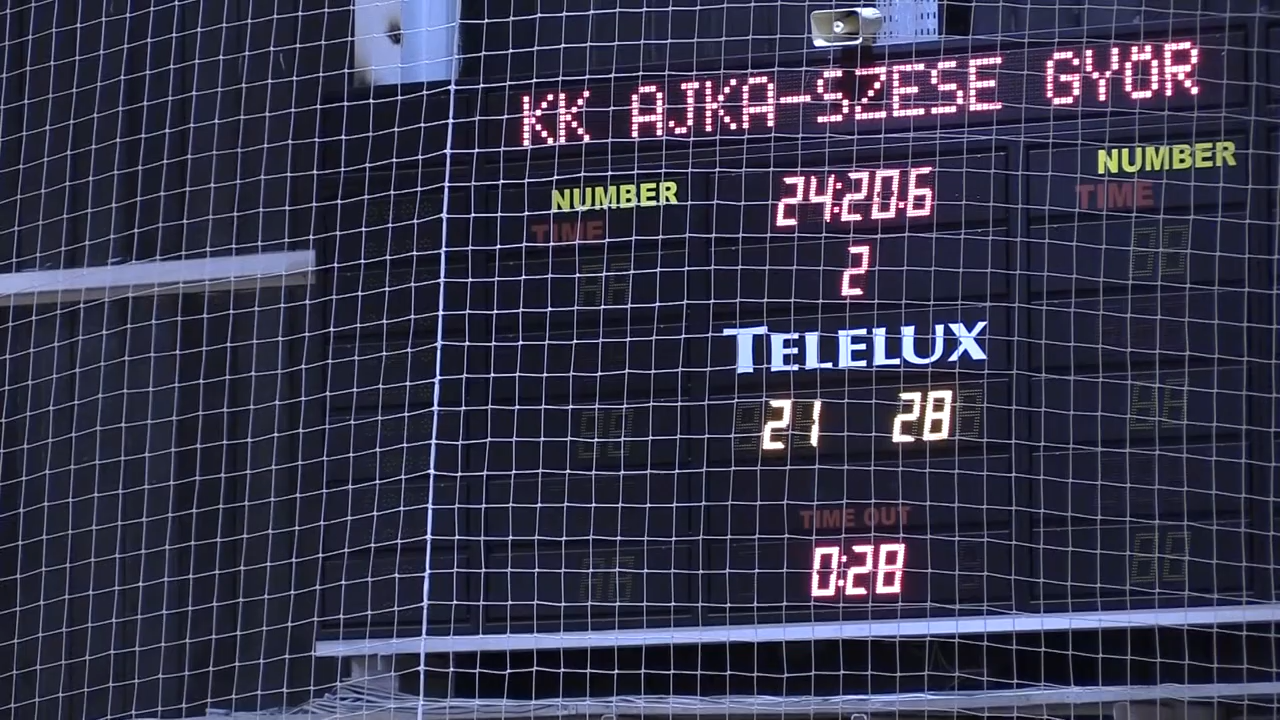 KK AJKA-SZESE GYŐR
NUMBER 24:20.6 NUMBER
TIME TIME
2
TELELUX
21 28
TIME OUT
0:28